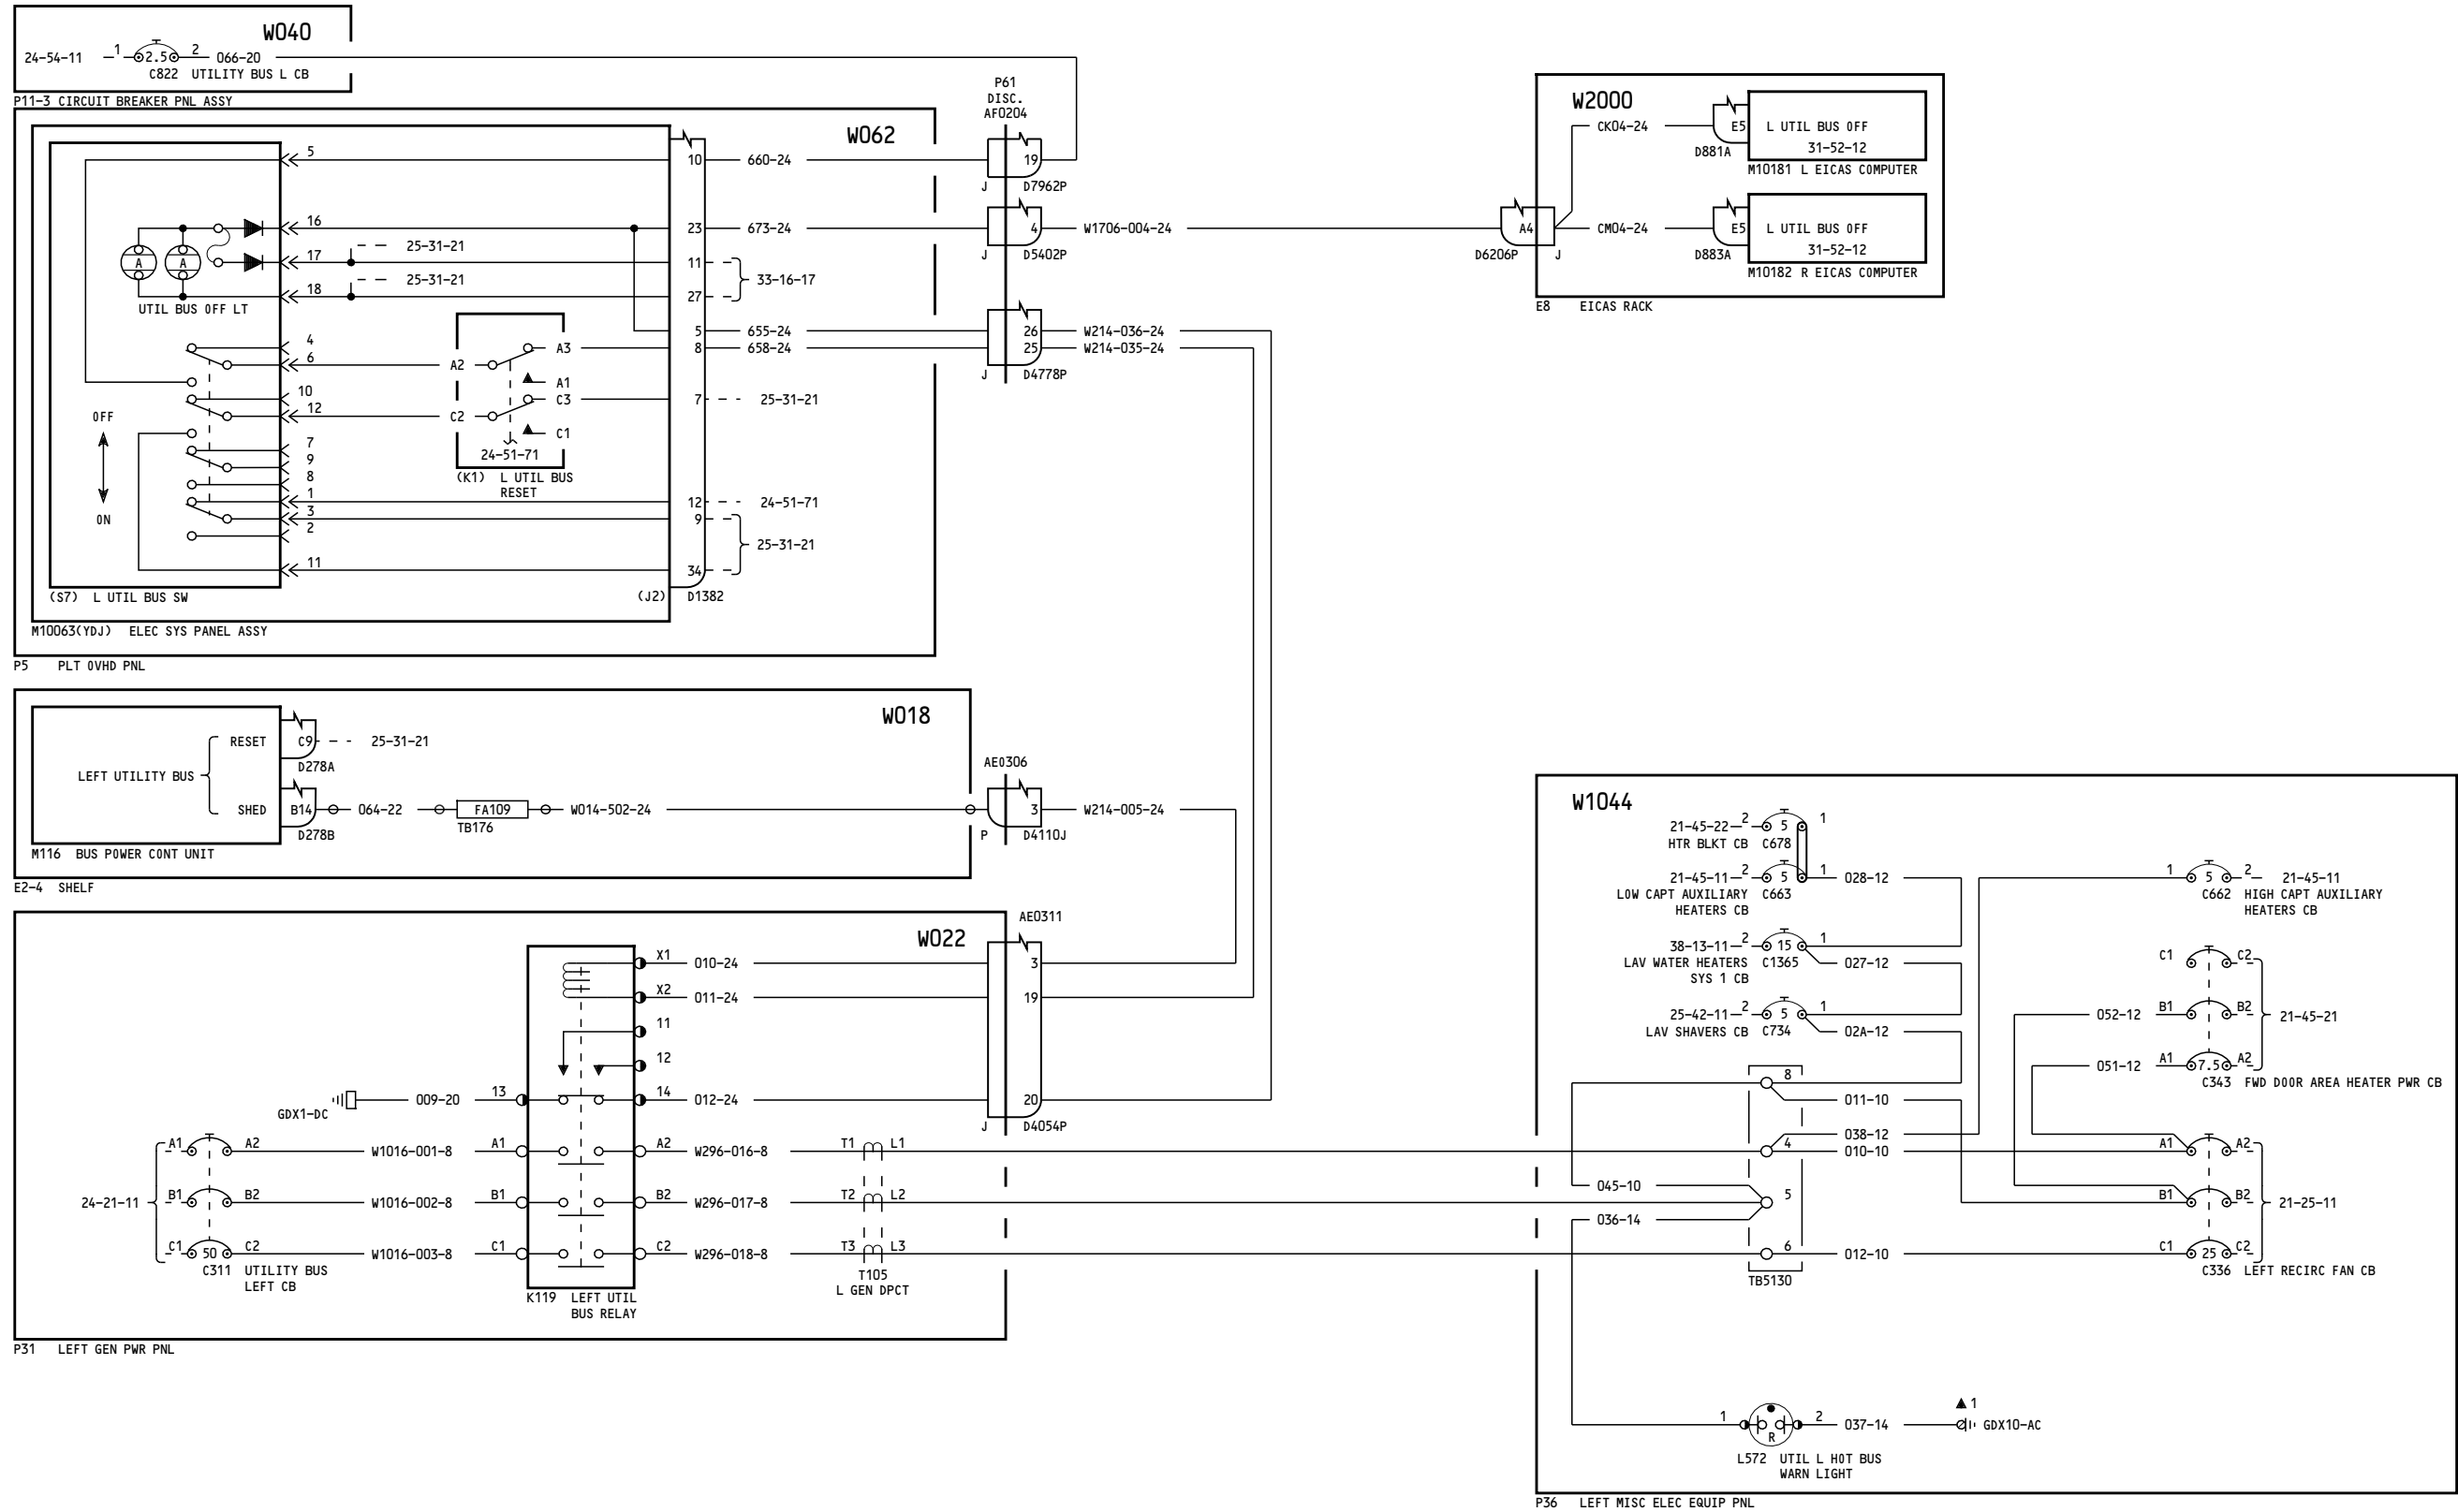 W040
24-54-11 1 2.5 2 066-20
C822 UTILITY BUS L CB
P11-3 CIRCUIT BREAKER PNL ASSY
W062
5
16
17 25-31-21
25-31-21
18
A A
UTIL BUS OFF LT
4
6
10
12
OFF
ON
7
9
8
1
3
2
11
A2 A3
A1
C3
C2
C1
24-51-71
(K1) L UTIL BUS
RESET
10 660-24
23 673-24
11
33-16-17
27
5 655-24
8 658-24
7 25-31-21
12 24-51-71
9
25-31-21
34
(S7) L UTIL BUS SW
(J2) D1382
M10063(YDJ) ELEC SYS PANEL ASSY
P5 PLT OVHD PNL
P61
DISC.
AF0204
19
J D7962P
4 W1706-004-24
J D5402P
26 W214-036-24
25 W214-035-24
J D4778P
W2000
CK04-24 E5 L UTIL BUS OFF
31-52-12
D881A
M10181 L EICAS COMPUTER
A4 CM04-24 E5 L UTIL BUS OFF
31-52-12
D6206P J D883A
M10182 R EICAS COMPUTER
E8 EICAS RACK
W018
LEFT UTILITY BUS
RESET C9 25-31-21
D278A
SHED B14 064-22 FA109 W014-502-24
D278B TB176
M116 BUS POWER CONT UNIT
E2-4 SHELF
AE0306
3 W214-005-24
P D4110J
W022
AE0311
X1 010-24 3
X2 011-24 19
11
12
GDX1-DC 009-20 13 14 012-24 20
J D4054P
24-21-11
A1 A2 W1016-001-8 A1 A2 W296-016-8 T1 L1
B1 B2 W1016-002-8 B1 B2 W296-017-8 T2 L2
C1 50 C2 W1016-003-8 C1 C2 W296-018-8 T3 L3
C311 UTILITY BUS
LEFT CB
K119 LEFT UTIL
BUS RELAY
T105
L GEN DPCT
P31 LEFT GEN PWR PNL
W1044
21-45-22 2 5 1
HTR BLKT CB C678
21-45-11 2 5 1 028-12
LOW CAPT AUXILIARY C663
HEATERS CB
38-13-11 2 15 1
LAV WATER HEATERS C1365 027-12
SYS 1 CB
25-42-11 2 5 1
LAV SHAVERS CB C734 02A-12
8
011-10
038-12
4 010-10
045-10 5
036-14
6 012-10
TB5130
1 5 2 21-45-11
C662 HIGH CAPT AUXILIARY
HEATERS CB
C1 C2
052-12 B1 B2 21-45-21
051-12 A1 7.5 A2
C343 FWD DOOR AREA HEATER PWR CB
A1 A2
B1 B2 21-25-11
C1 25 C2
C336 LEFT RECIRC FAN CB
1 R 2 037-14 1 GDX10-AC
L572 UTIL L HOT BUS
WARN LIGHT
P36 LEFT MISC ELEC EQUIP PNL